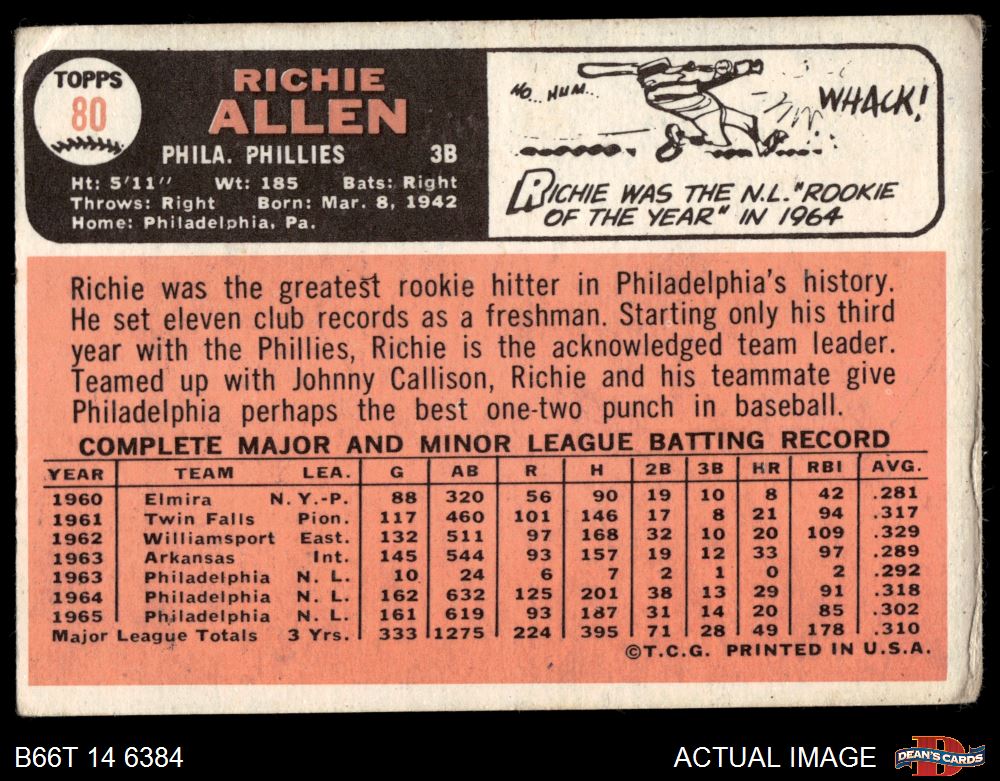 TOPPS
80
RICHIE
ALLEN
PHILA. PHILLIES 3B
Ht: 5'11" Wt: 185 Bats: Right
Throws: Right Born: Mar. 8, 1942
Home: Philadelphia, Pa.
HO... HUM...
WHACK!
RICHIE WAS THE N.L. "ROOKIE
OF THE YEAR" IN 1964
Richie was the greatest rookie hitter in Philadelphia's history.
He set eleven club records as a freshman. Starting only his third
year with the Phillies, Richie is the acknowledged team leader.
Teamed up with Johnny Callison, Richie and his teammate give
Philadelphia perhaps the best one-two punch in baseball.
COMPLETE MAJOR AND MINOR LEAGUE BATTING RECORD
YEAR TEAM LEA. G AB R H 2B 3B HR RBI AVG.
1960 Elmira N. Y.-P. 88 320 56 90 19 10 8 42 .281
1961 Twin Falls Pion. 117 460 101 146 17 8 21 94 .317
1962 Williamsport East. 132 511 97 168 32 10 20 109 .329
1963 Arkansas Int. 145 544 93 157 19 12 33 97 .289
1963 Philadelphia N. L. 10 24 6 7 2 1 0 2 .292
1964 Philadelphia N. L. 162 632 125 201 38 13 29 91 .318
1965 Philadelphia N. L. 161 619 93 187 31 14 20 85 .302
Major League Totals 3 Yrs. 333 1275 224 395 71 28 49 178 .310
©T.C.G. PRINTED IN U.S.A.
B66T 14 6384
ACTUAL IMAGE
D
DEAN'S CARDS